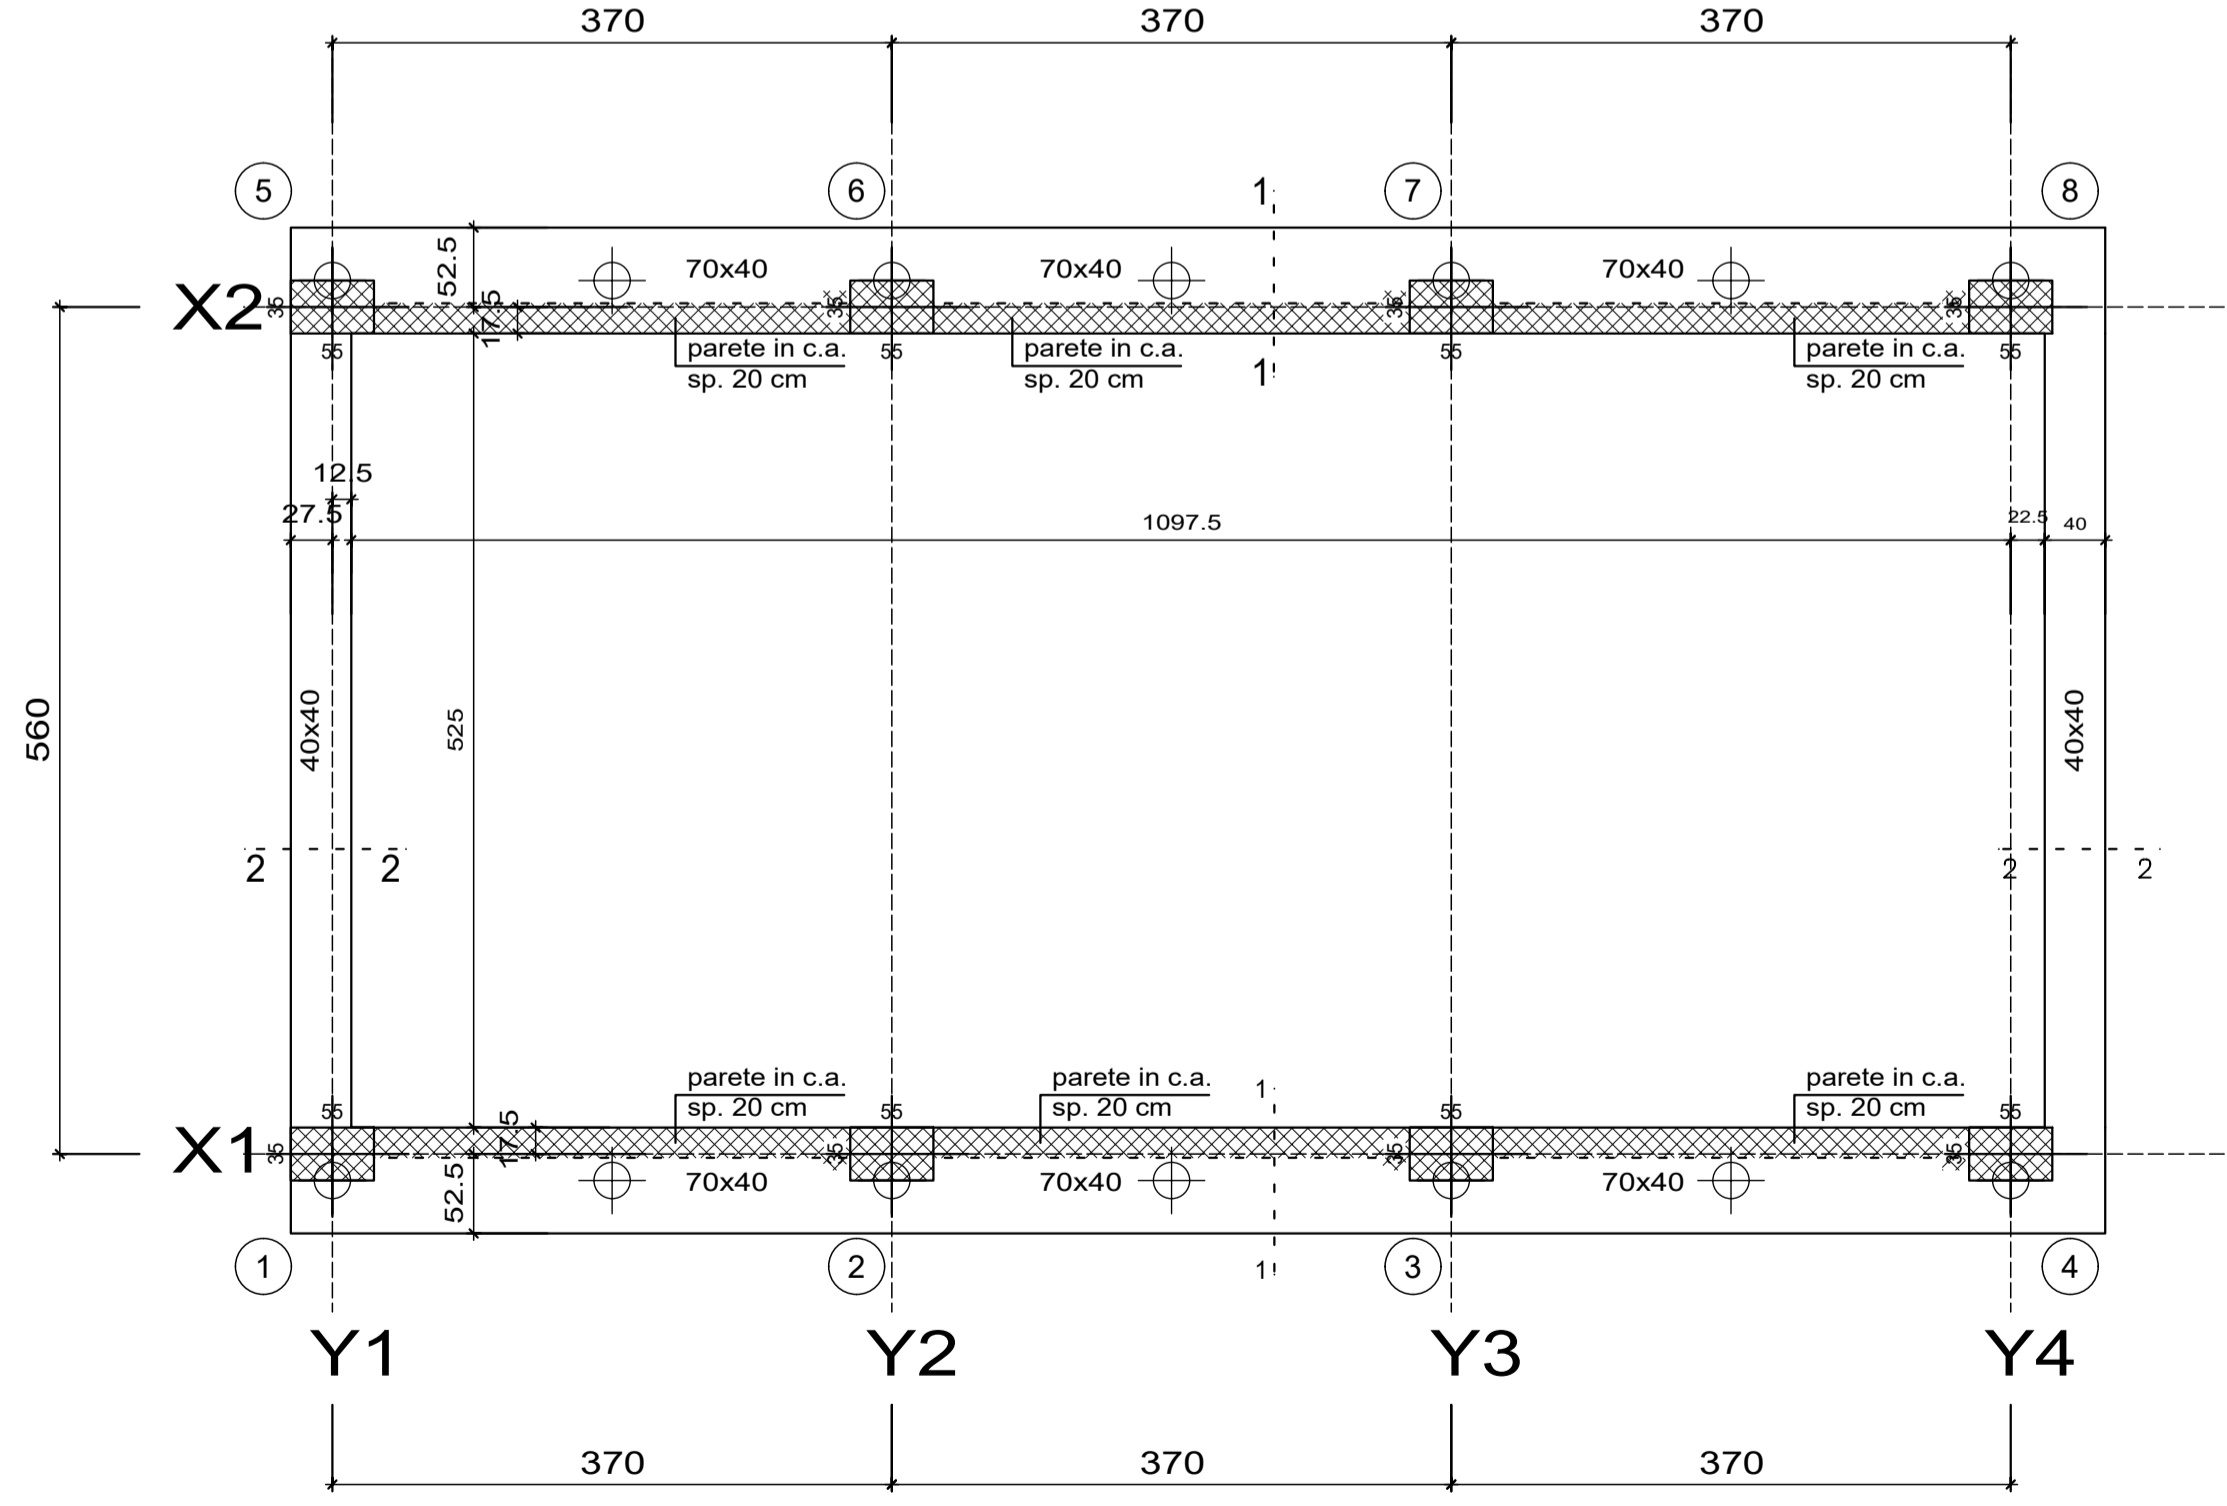 370 370 370
5 6 1 7 8
52.5 70x40 70x40 70x40
X2 35 17.5 35 35 35
55 parete in c.a. 55 parete in c.a. 55 parete in c.a. 55
sp. 20 cm sp. 20 cm 1 sp. 20 cm
12.5
27.5 1097.5 22.5 40
560 40x40 525 40x40
2 2 2 2
parete in c.a. parete in c.a. 1 parete in c.a.
55 sp. 20 cm 55 sp. 20 cm 55 sp. 20 cm 55
X1 35 17.5 35 35 35
52.5 70x40 70x40 70x40
1 2 1 3 4
Y1 Y2 Y3 Y4
370 370 370